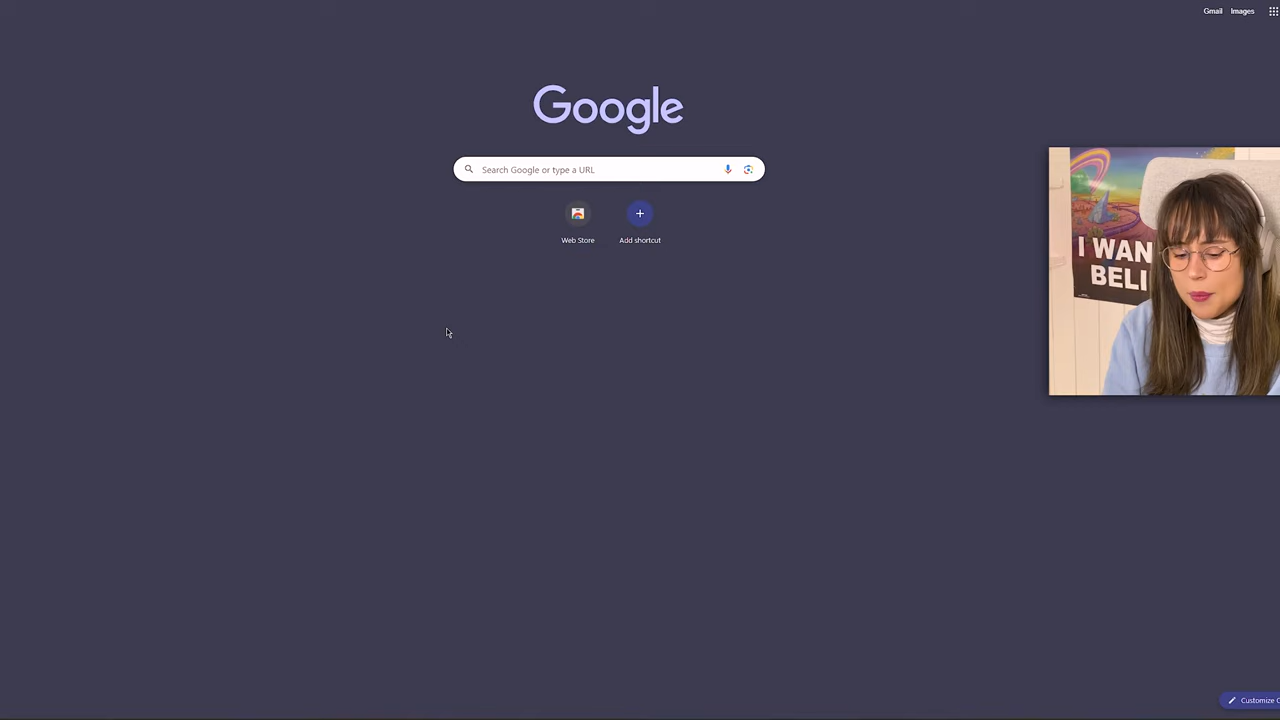 Gmail Images
Google
Search Google or type a URL
Web Store Add shortcut
I WAN
BELI
Customize C